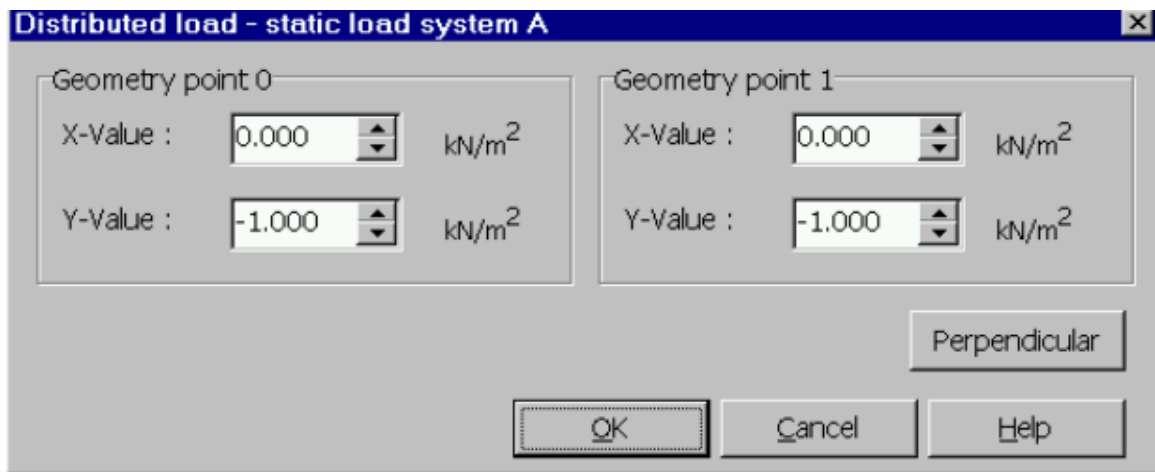 Distributed load - static load system A
Geometry point 0
X-Value : 0.000 kN/m²
Y-Value : -1.000 kN/m²
Geometry point 1
X-Value : 0.000 kN/m²
Y-Value : -1.000 kN/m²
Perpendicular
OK Cancel Help